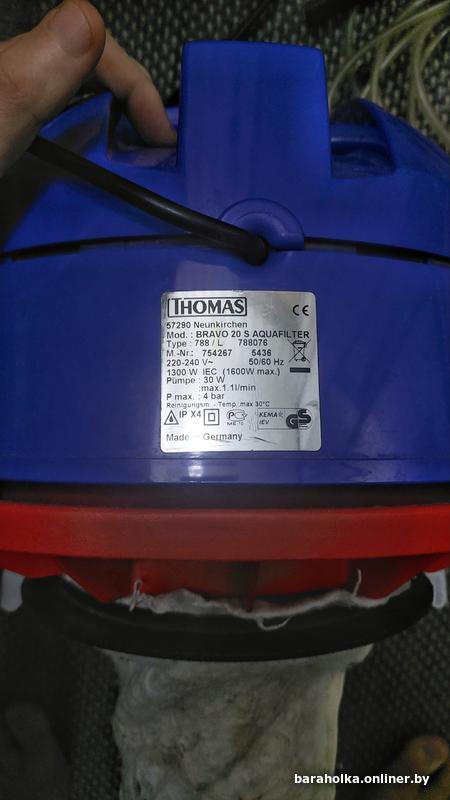 THOMAS CE
57290 Neunkirchen
Mod. : BRAVO 20 S AQUAFILTER
Type : 788 / L 788076
M.-Nr.: 754267 5436
220-240 V~ 50/60 Hz
1300 W IEC (1600W max.)
Pumpe : 30 W
:max.1.1l/min
P max. : 4 bar
Reinigungsm. - Temp. max 30°C
IP X4 KEMA GS
IEV
Made Germany
baraholka.onliner.by